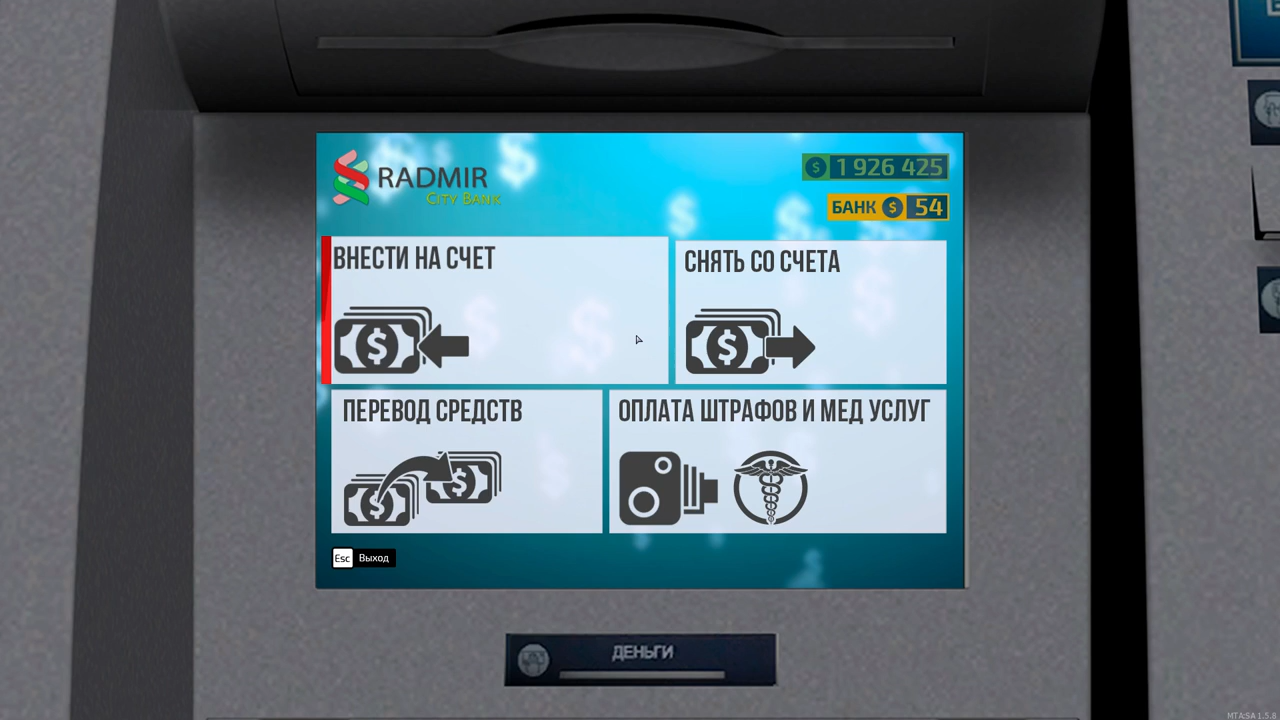 RADMIR
CITY BANK
$ 1 926 425
БАНК $ 54
ВНЕСТИ НА СЧЕТ
СНЯТЬ СО СЧЕТА
ПЕРЕВОД СРЕДСТВ
ОПЛАТА ШТРАФОВ И МЕД УСЛУГ
Esc Выход
ДЕНЬГИ
MTA:SA 1.5.8